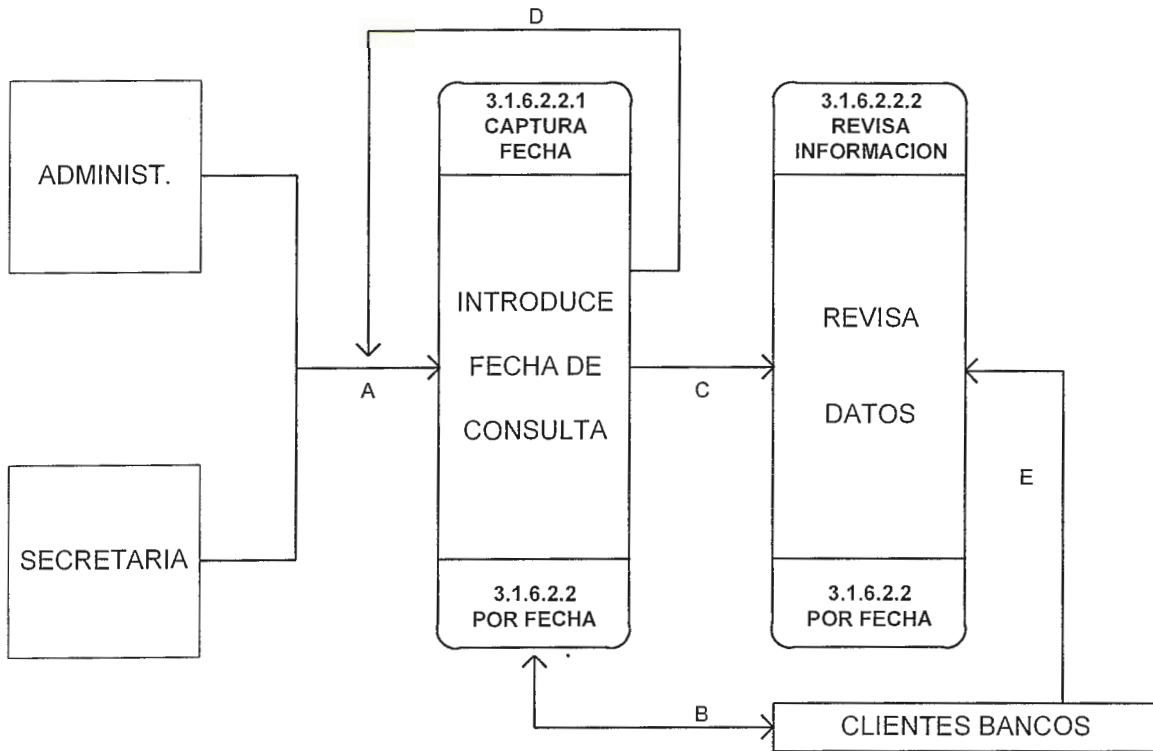 D
ADMINIST.
SECRETARIA
A
3.1.6.2.2.1
CAPTURA
FECHA
INTRODUCE
FECHA DE
CONSULTA
3.1.6.2.2
POR FECHA
C
3.1.6.2.2.2
REVISA
INFORMACION
REVISA
DATOS
3.1.6.2.2
POR FECHA
E
B
CLIENTES BANCOS